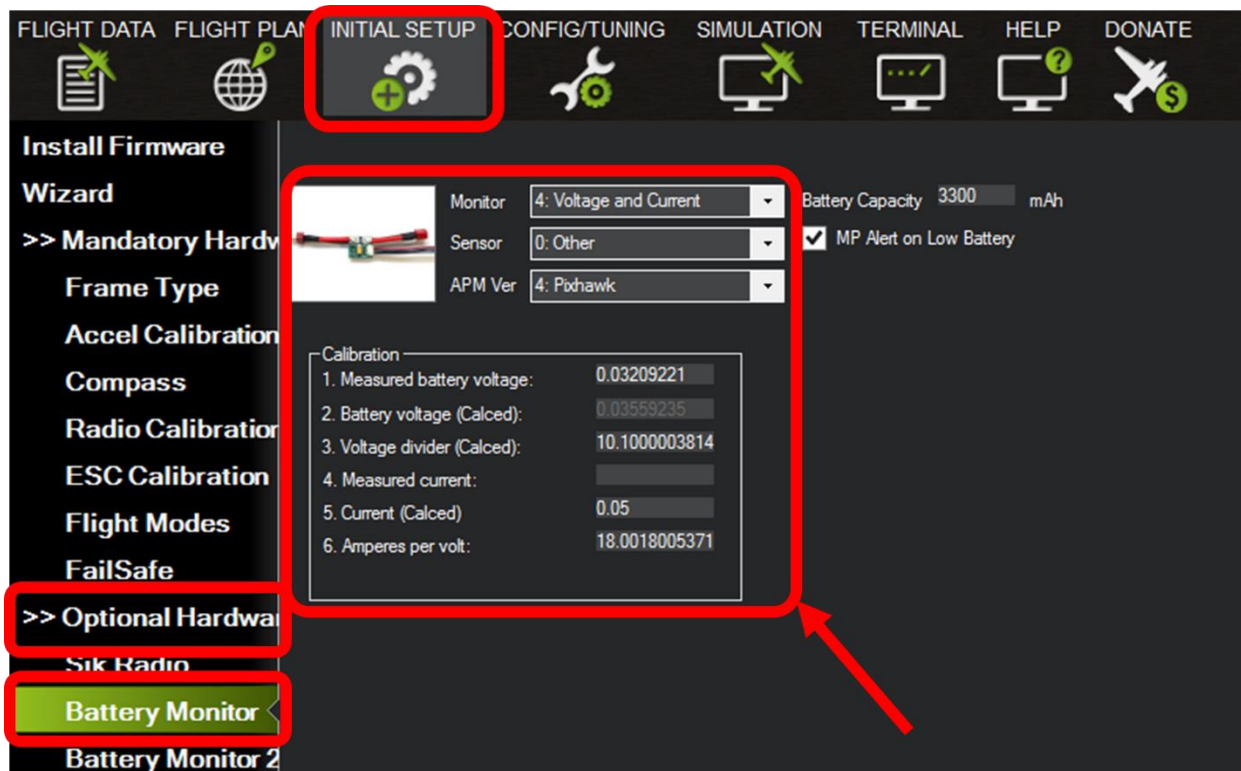 FLIGHT DATA FLIGHT PLAN INITIAL SETUP CONFIG/TUNING SIMULATION TERMINAL HELP DONATE
Install Firmware
Wizard
>> Mandatory Hardw
Frame Type
Accel Calibration
Compass
Radio Calibration
ESC Calibration
Flight Modes
FailSafe
>> Optional Hardwar
Sik Radio
Battery Monitor
Battery Monitor 2
Monitor 4: Voltage and Current
Sensor 0: Other
APM Ver 4: Pixhawk
Battery Capacity 3300 mAh
MP Alert on Low Battery
Calibration
1. Measured battery voltage: 0.03209221
2. Battery voltage (Calced): 0.03559235
3. Voltage divider (Calced): 10.1000003814
4. Measured current:
5. Current (Calced) 0.05
6. Amperes per volt: 18.0018005371